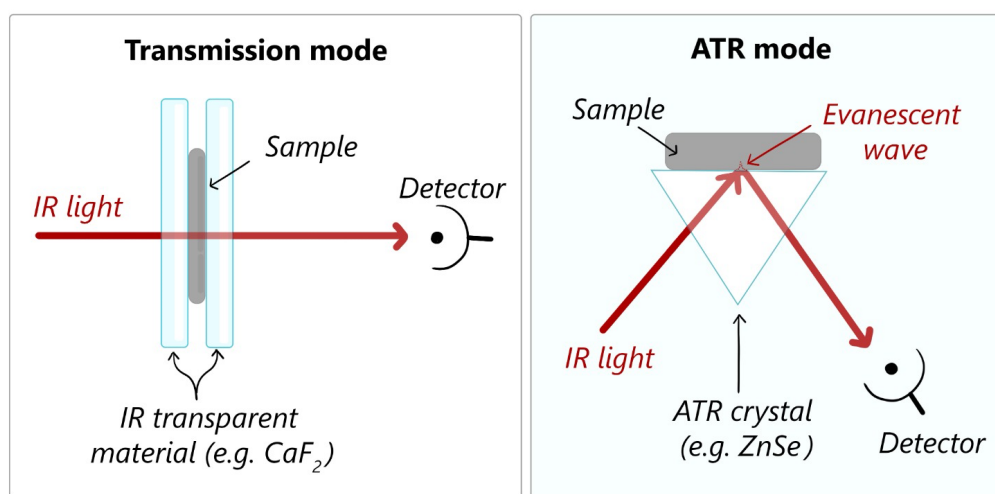 Transmission mode
Sample
IR light
Detector
IR transparent
material (e.g. CaF₂)
ATR mode
Sample
Evanescent
wave
IR light
ATR crystal
(e.g. ZnSe)
Detector